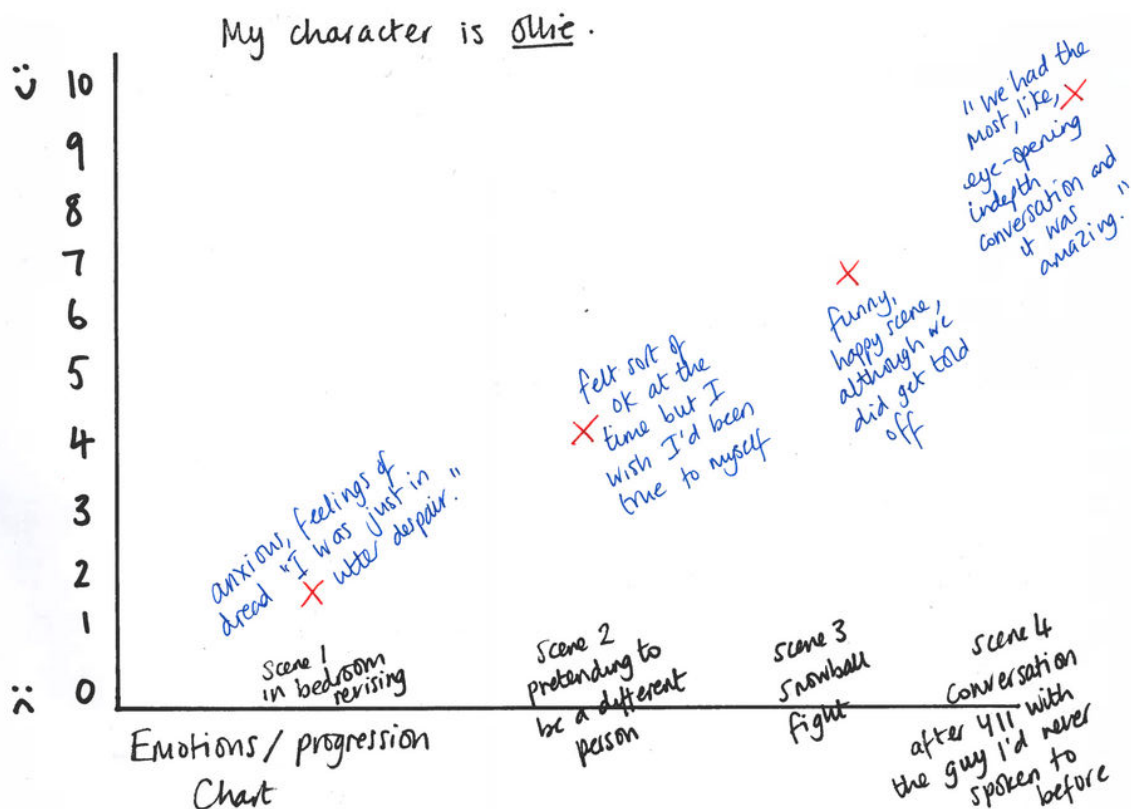 My character is Ollie.
10
9
8
7
6
5
4
3
2
1
0
anxious, feelings of
dread "I was just in
utter despair."
felt sort of
ok at the
time but I
wish I'd been
true to myself
funny,
happy scene,
although we
did get told
off
"we had the
most, like,
eye-opening
indepth
conversation and
it was
amazing."
scene 1
in bedroom
revising
scene 2
pretending to
be a different
person
scene 3
snowball
fight
scene 4
conversation
after Y11 with
the guy I'd never
spoken to
before
Emotions/progression
Chart